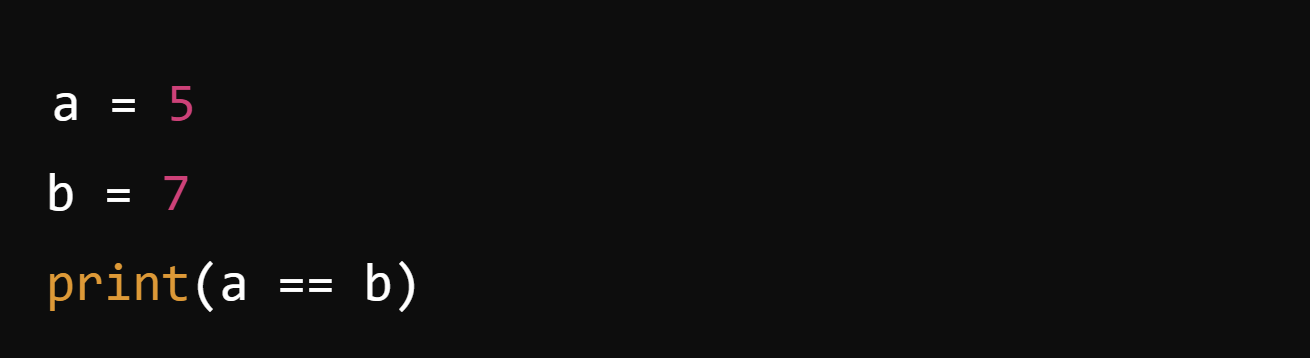 a = 5
b = 7
print(a == b)